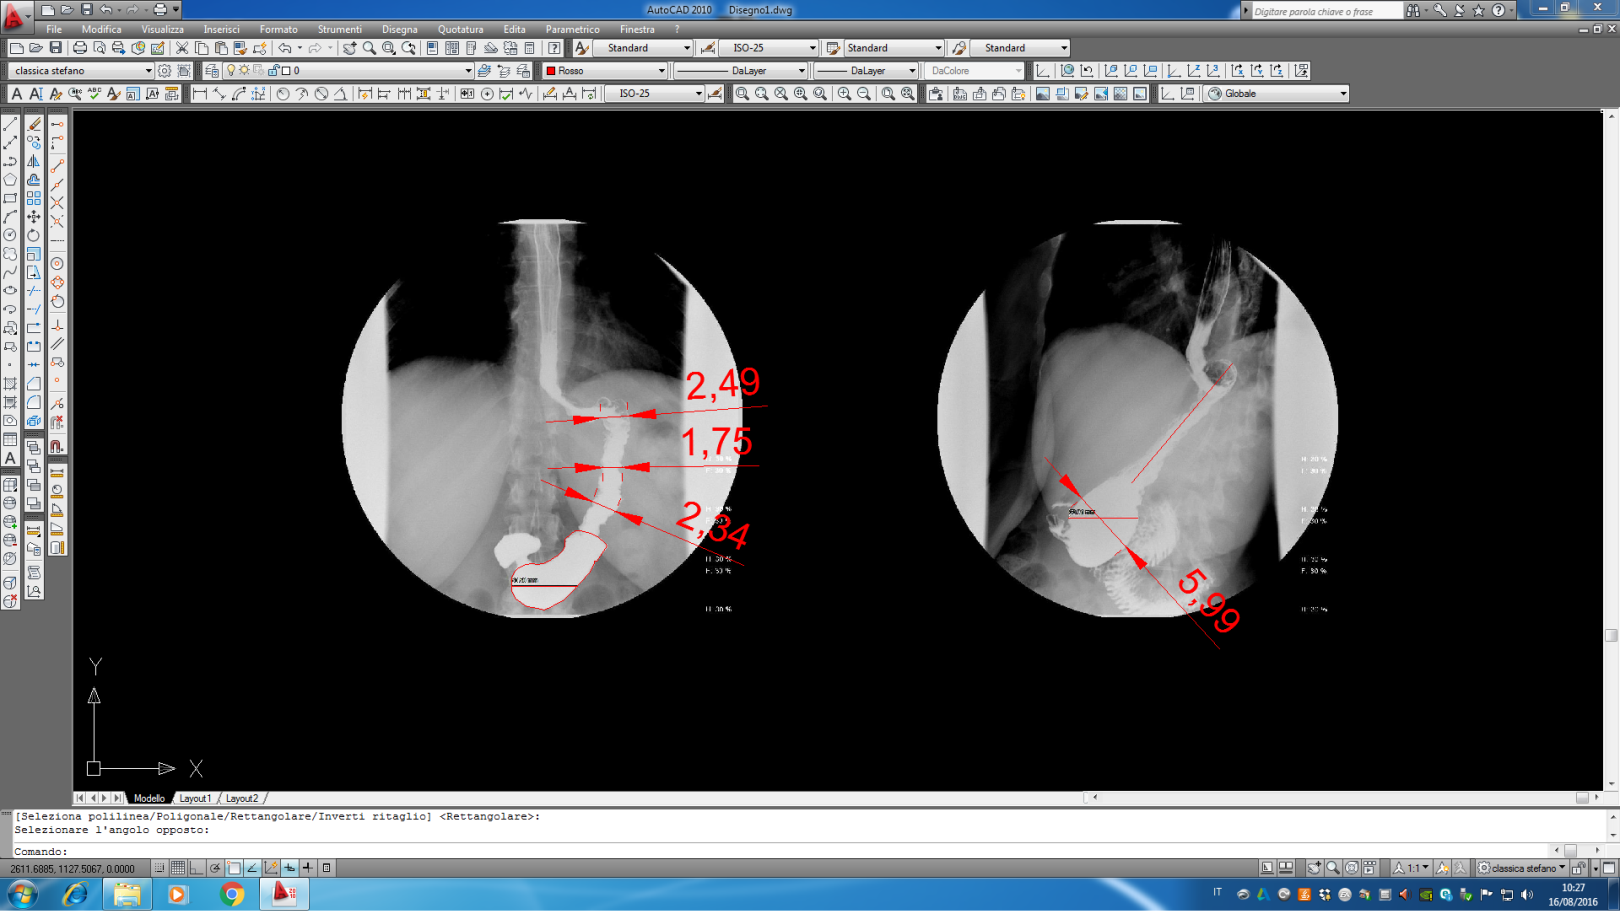 AutoCAD 2010 Disegno1.dwg
Digitare parola chiave o frase
File Modifica Visualizza Inserisci Formato Strumenti Disegna Quotatura Edita Parametrico Finestra ?
Standard ISO-25 Standard Standard
classica stefano 0 Rosso DaLayer DaLayer DaColore
ISO-25 Globale
2,49
1,75
2,34
5,99
Y
X
Modello Layout1 Layout2
[Seleziona polilinea/Poligonale/Rettangolare/Inverti ritaglio] <Rettangolare>:
Selezionare l'angolo opposto:
Comando:
2611.6885, 1127.5067, 0.0000 1:1 classica stefano
IT 10:27
16/08/2016